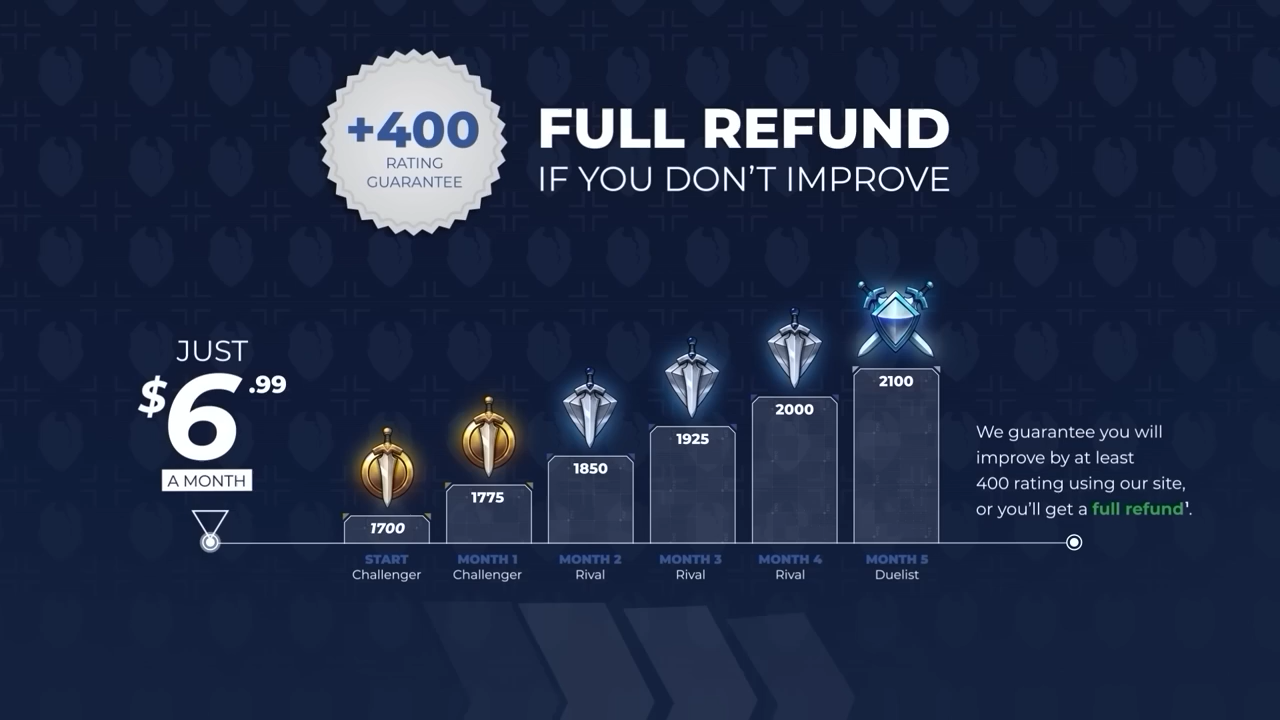 +400
RATING
GUARANTEE
FULL REFUND
IF YOU DON'T IMPROVE
JUST
$6.99
A MONTH
1700
1775
1850
1925
2000
2100
START
Challenger
MONTH 1
Challenger
MONTH 2
Rival
MONTH 3
Rival
MONTH 4
Rival
MONTH 5
Duelist
We guarantee you will
improve by at least
400 rating using our site,
or you'll get a full refund¹.